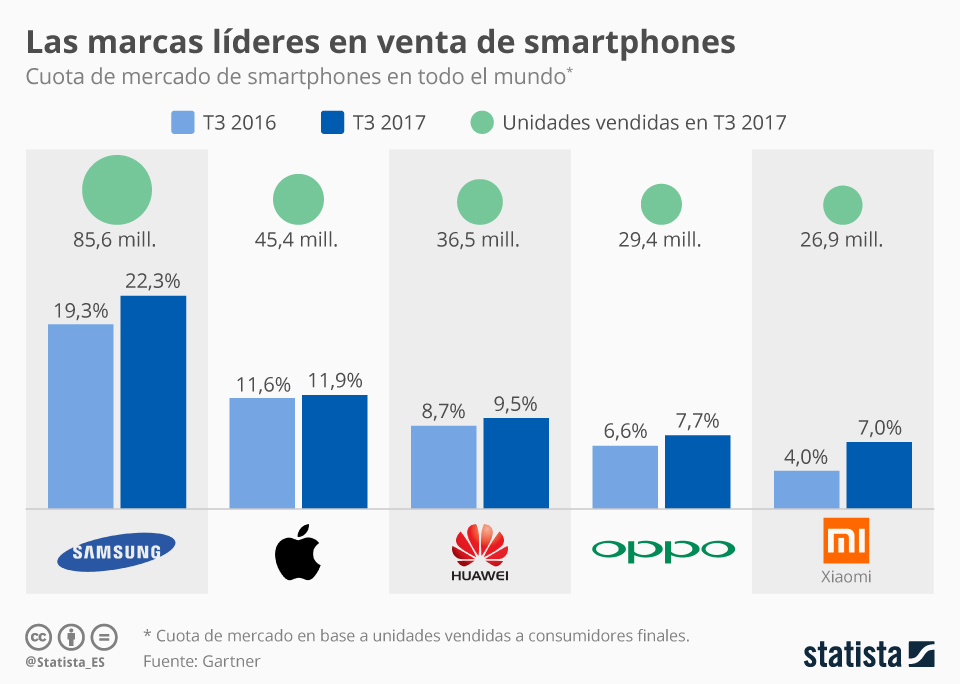 Las marcas líderes en venta de smartphones
Cuota de mercado de smartphones en todo el mundo*
T3 2016 T3 2017 Unidades vendidas en T3 2017
85,6 mill. 45,4 mill. 36,5 mill. 29,4 mill. 26,9 mill.
19,3% 22,3% 11,6% 11,9% 8,7% 9,5% 6,6% 7,7% 4,0% 7,0%
SAMSUNG HUAWEI oppo mi
Xiaomi
cc =
@Statista_ES
* Cuota de mercado en base a unidades vendidas a consumidores finales.
Fuente: Gartner
statista